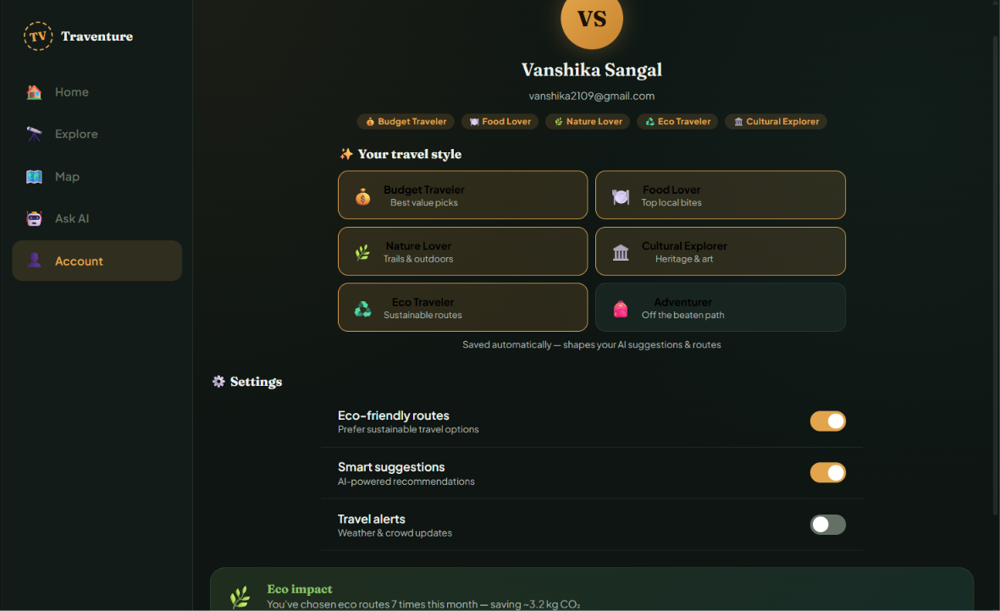 TV Traventure
Home
Explore
Map
Ask AI
Account
VS
Vanshika Sangal
vanshika2109@gmail.com
Budget Traveler Food Lover Nature Lover Eco Traveler Cultural Explorer
Your travel style
Budget Traveler
Best value picks
Food Lover
Top local bites
Nature Lover
Trails & outdoors
Cultural Explorer
Heritage & art
Eco Traveler
Sustainable routes
Adventurer
Off the beaten path
Saved automatically — shapes your AI suggestions & routes
Settings
Eco-friendly routes
Prefer sustainable travel options
Smart suggestions
AI-powered recommendations
Travel alerts
Weather & crowd updates
Eco impact
You've chosen eco routes 7 times this month — saving ~3.2 kg CO₂